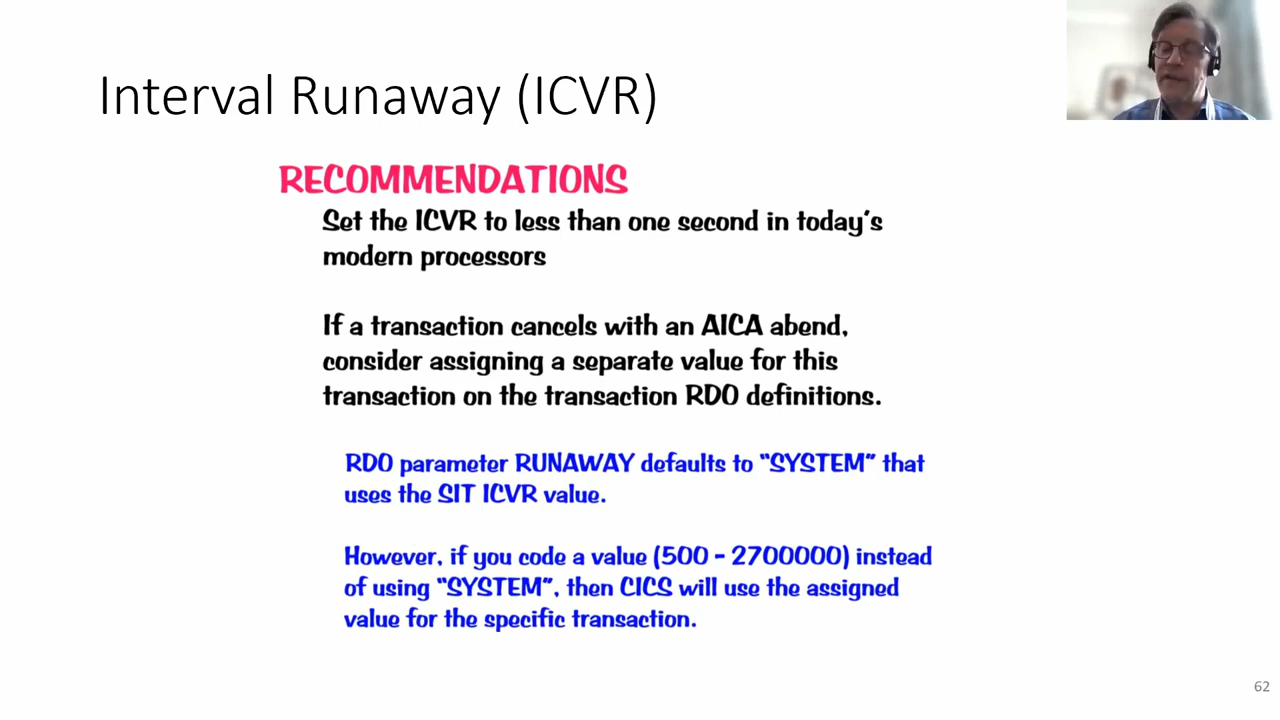 Interval Runaway (ICVR)
RECOMMENDATIONS
Set the ICVR to less than one second in today's
modern processors
If a transaction cancels with an AICA abend,
consider assigning a separate value for this
transaction on the transaction RDO definitions.
RDO parameter RUNAWAY defaults to "SYSTEM" that
uses the SIT ICVR value.
However, if you code a value (500 - 2700000) instead
of using "SYSTEM", then CICS will use the assigned
value for the specific transaction.
62